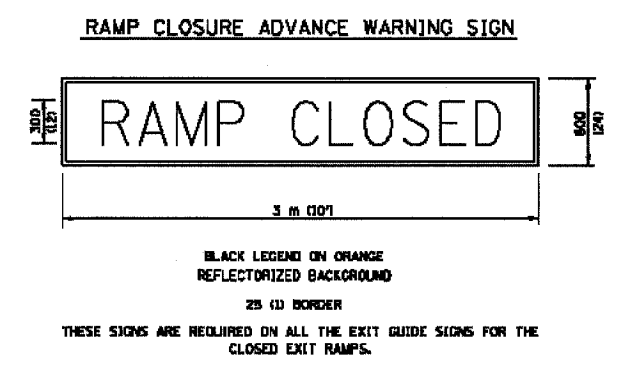 RAMP CLOSURE ADVANCE WARNING SIGN
RAMP CLOSED
300
(12)
600
(24)
3 m (10')
BLACK LEGEND ON ORANGE
REFLECTORIZED BACKGROUND
25 (1) BORDER
THESE SIGNS ARE REQUIRED ON ALL THE EXIT GUIDE SIGNS FOR THE
CLOSED EXIT RAMPS.